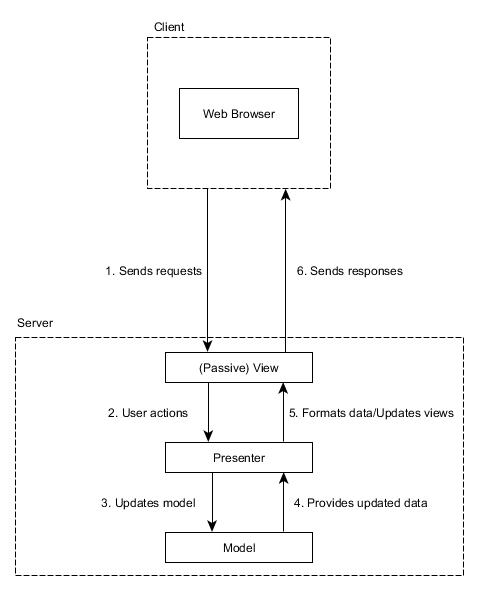 Client
Web Browser
1. Sends requests
6. Sends responses
Server
(Passive) View
2. User actions
5. Formats data/Updates views
Presenter
3. Updates model
4. Provides updated data
Model